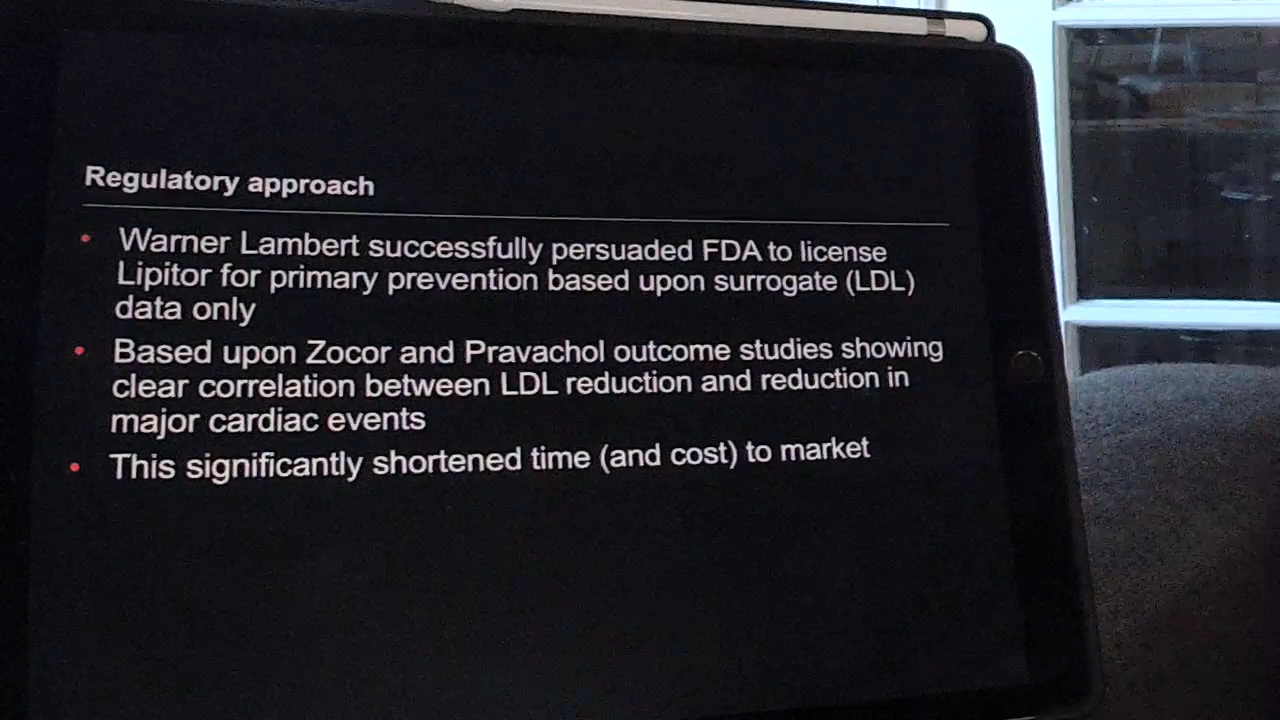 Regulatory approach
Warner Lambert successfully persuaded FDA to license
Lipitor for primary prevention based upon surrogate (LDL)
data only
Based upon Zocor and Pravachol outcome studies showing
clear correlation between LDL reduction and reduction in
major cardiac events
This significantly shortened time (and cost) to market